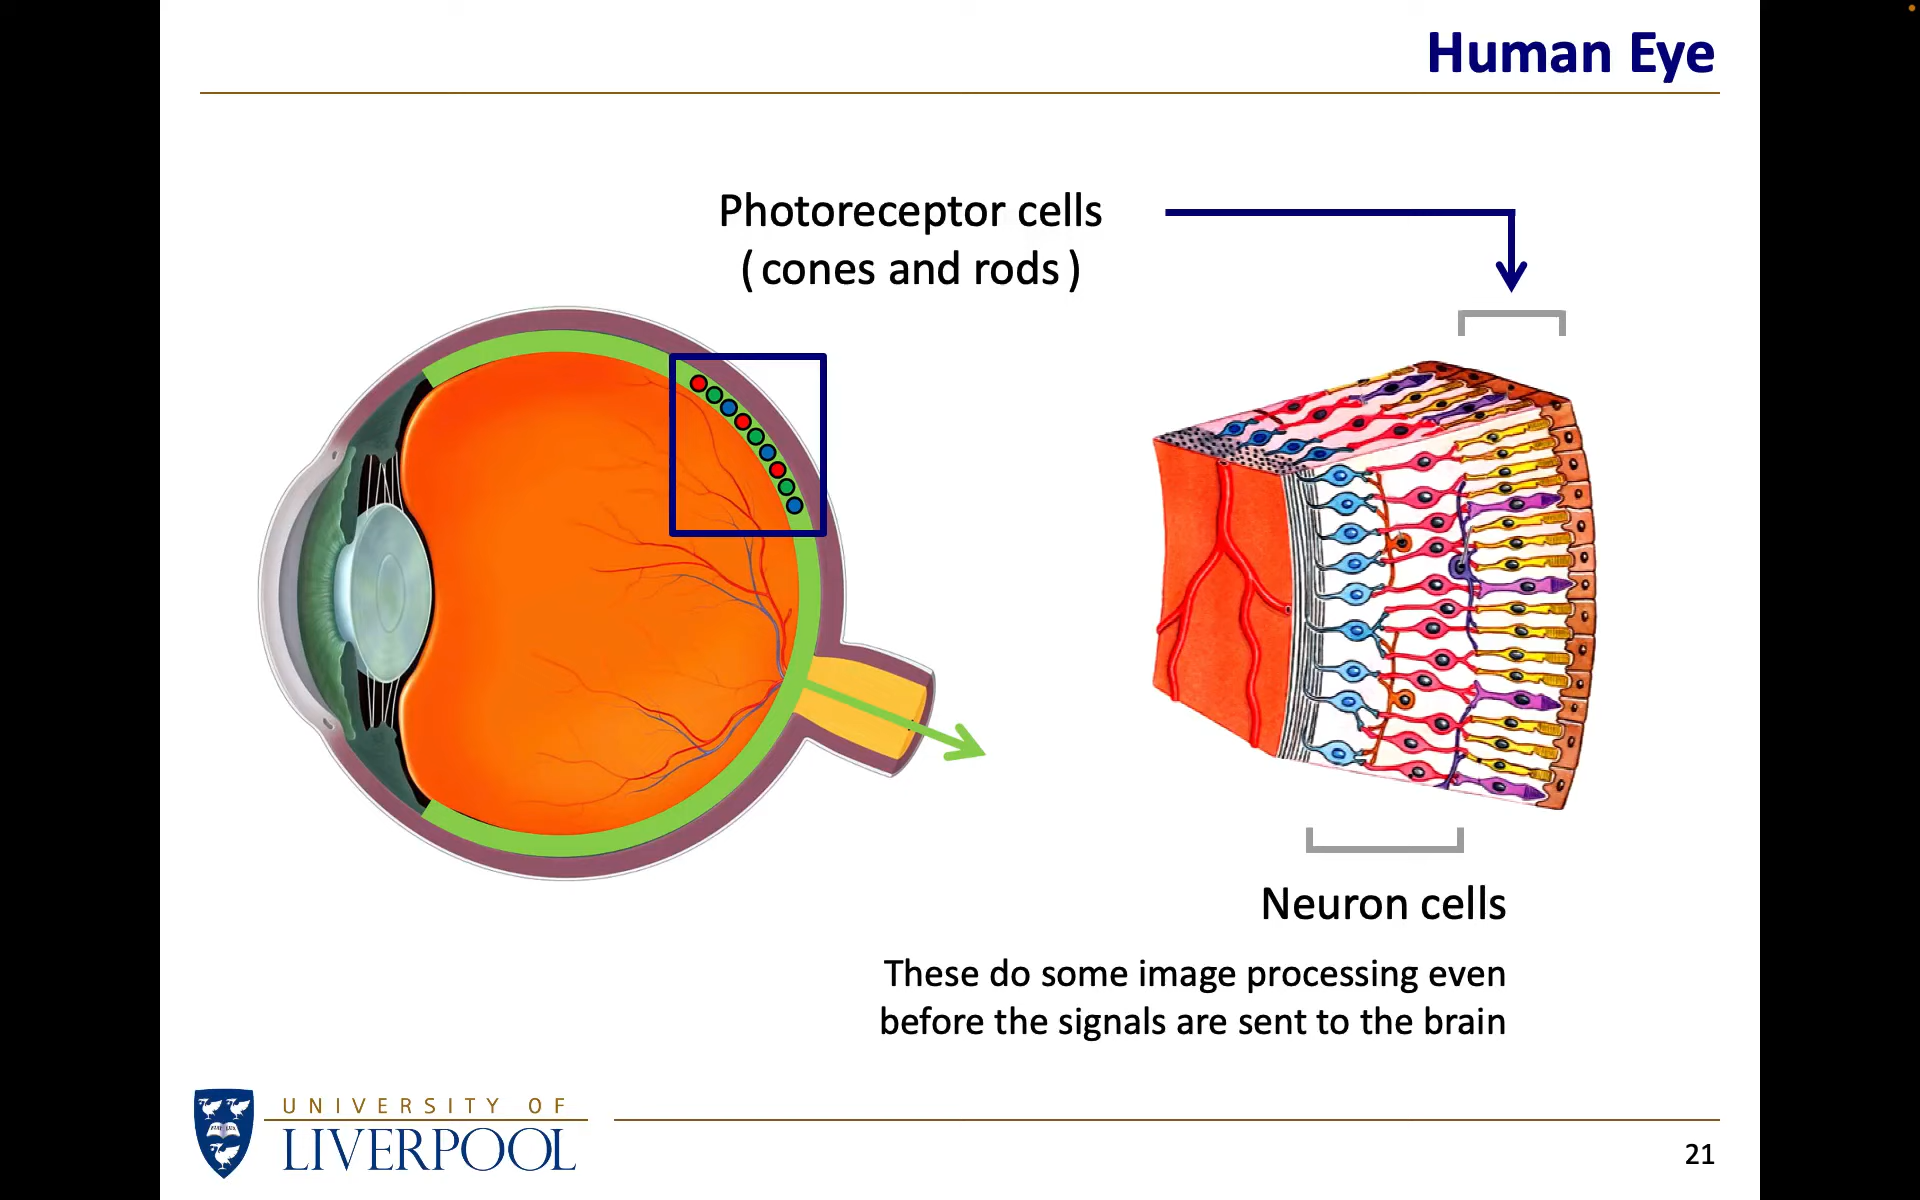 Human Eye
Photoreceptor cells
( cones and rods )
Neuron cells
These do some image processing even
before the signals are sent to the brain
UNIVERSITY OF
LIVERPOOL
21